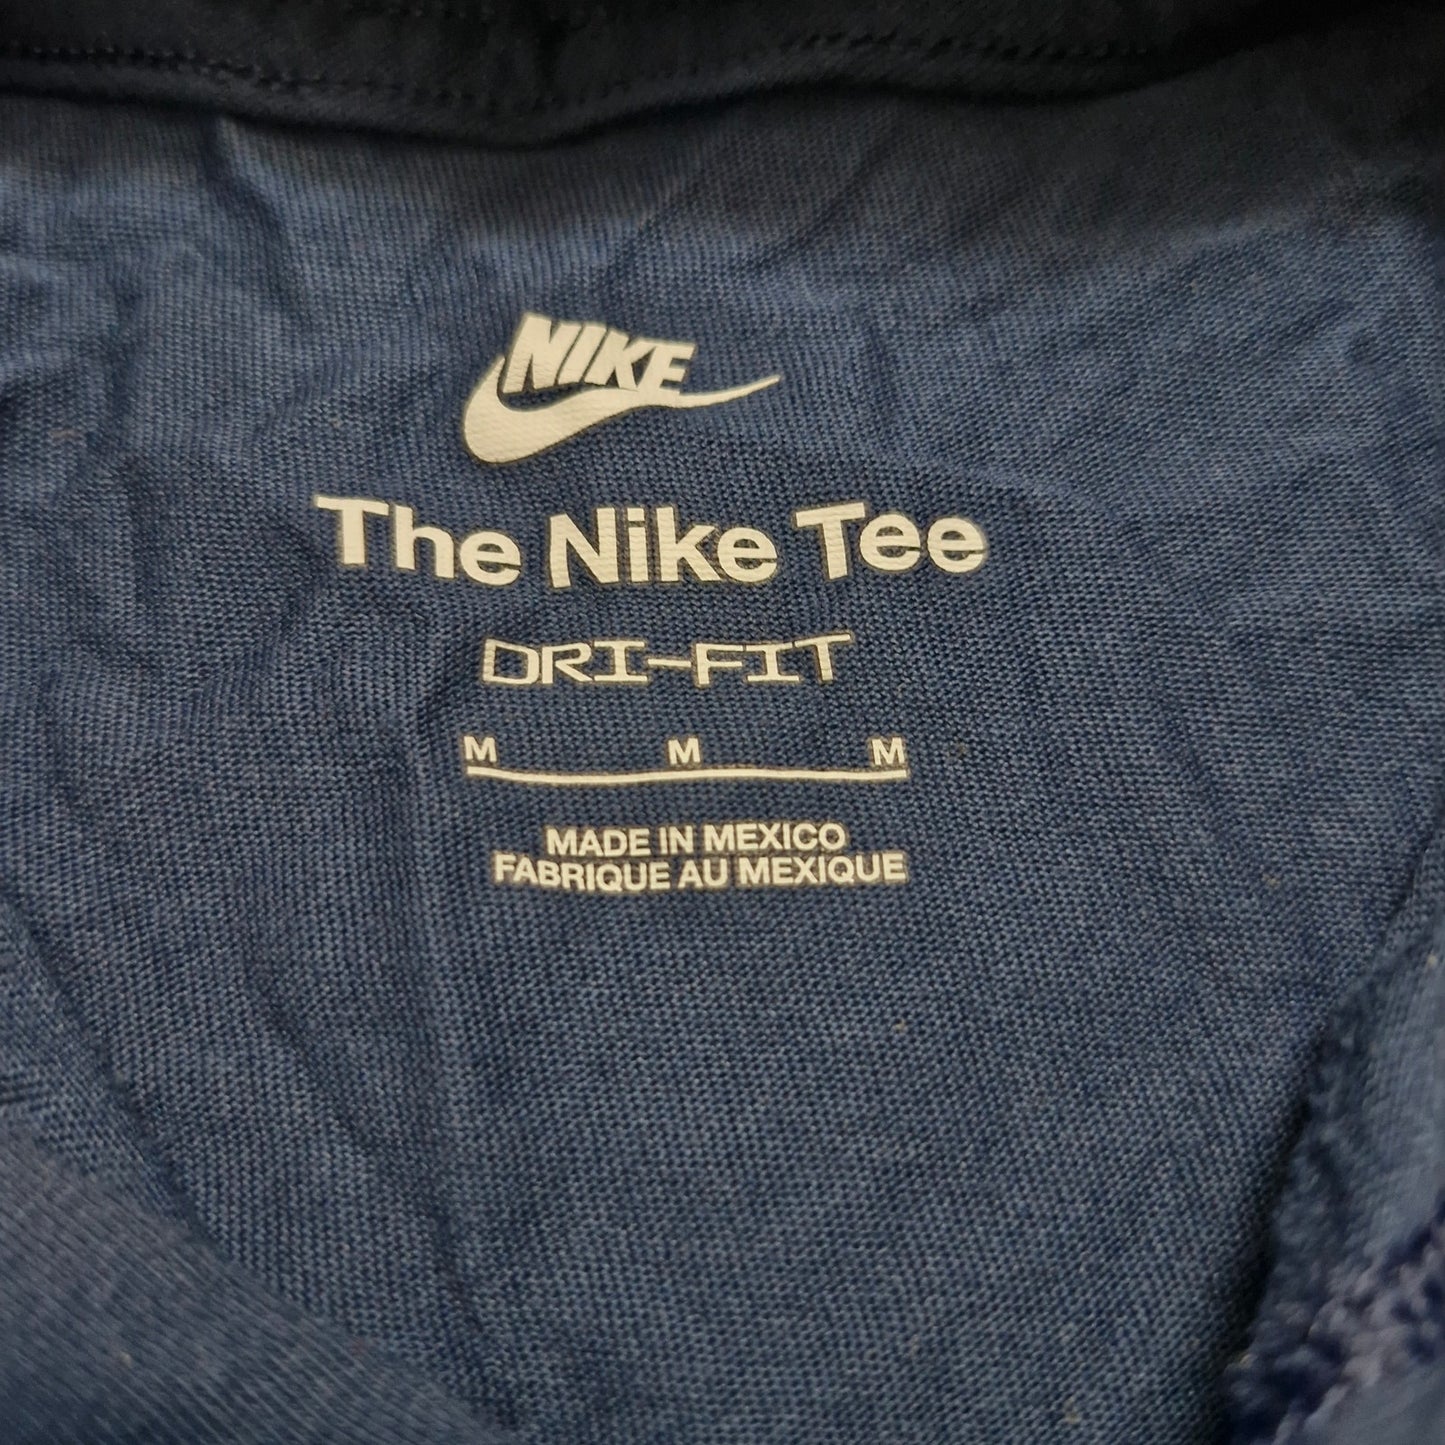 NIKE
The Nike Tee
DRI-FIT
M M M
MADE IN MEXICO
FABRIQUE AU MEXIQUE